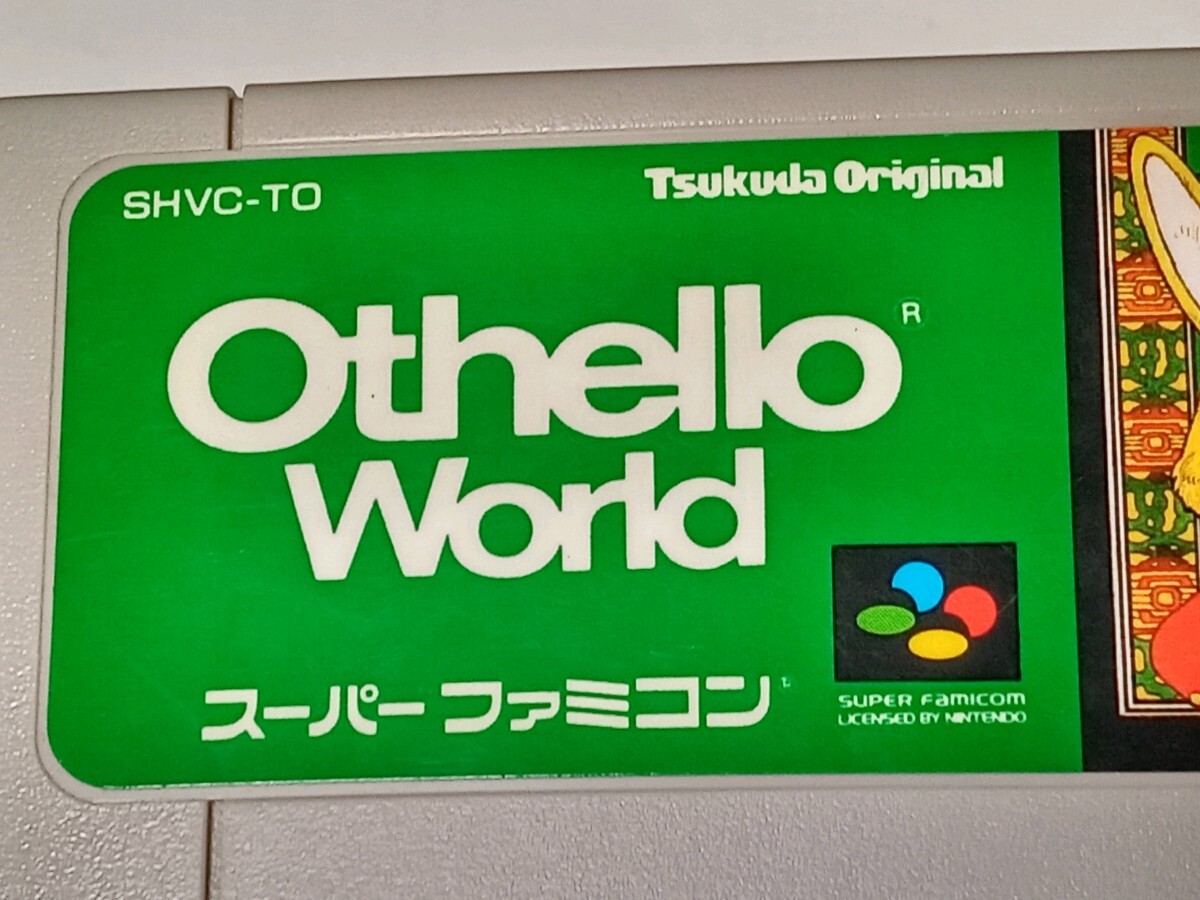 SHVC-TO
Tsukuda Original
Othello®
World
スーパーファミコン
SUPER FAMICOM
LICENSED BY NINTENDO